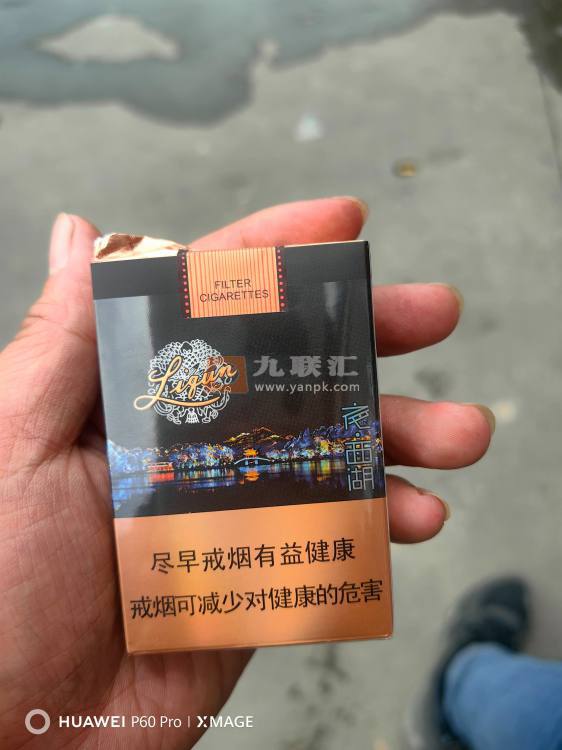 FILTER
CIGARETTES
Liqun
九联汇
www.yanpk.com
夜·西湖
尽早戒烟有益健康
戒烟可减少对健康的危害
HUAWEI P60 Pro | XMAGE